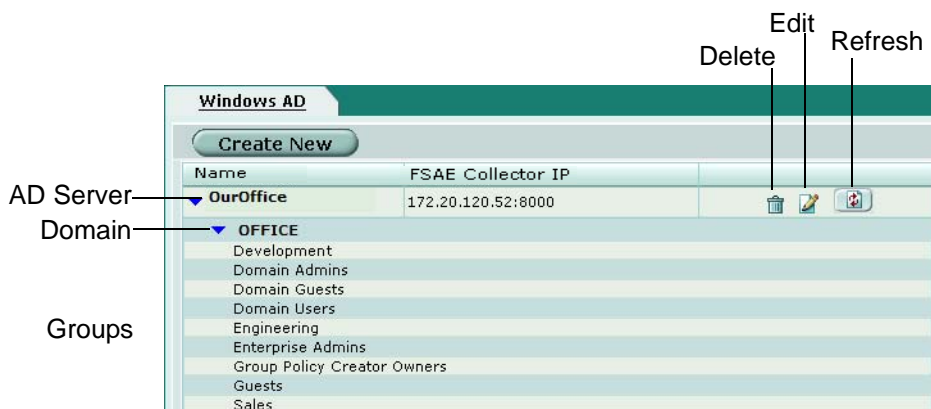 Edit
Delete
Refresh
Windows AD
Create New
Name FSAE Collector IP
AD Server OurOffice 172.20.120.52:8000
Domain OFFICE
Development
Domain Admins
Domain Guests
Domain Users
Groups Engineering
Enterprise Admins
Group Policy Creator Owners
Guests
Sales